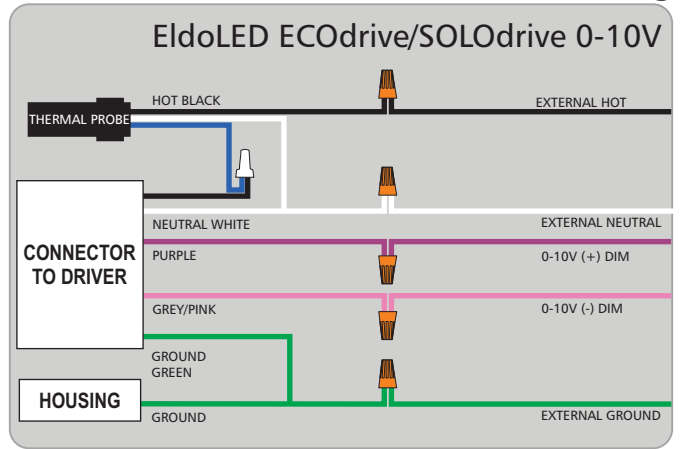 EldoLED ECOdrive/SOLOdrive 0-10V
HOT BLACK
EXTERNAL HOT
THERMAL PROBE
NEUTRAL WHITE
EXTERNAL NEUTRAL
CONNECTOR
TO DRIVER
PURPLE
0-10V (+) DIM
GREY/PINK
0-10V (-) DIM
GROUND
GREEN
HOUSING
GROUND
EXTERNAL GROUND